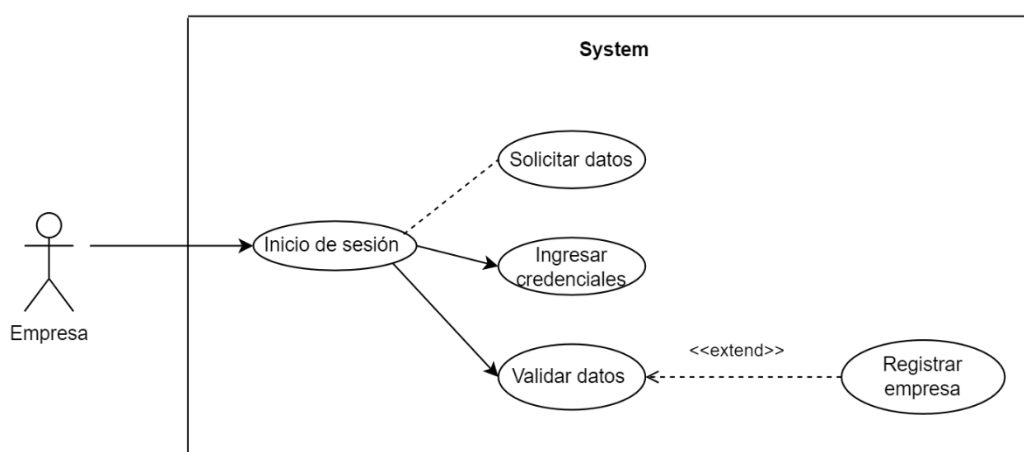 System
Solicitar datos
Inicio de sesión
Ingresar
credenciales
Empresa
Validar datos
<<extend>>
Registrar
empresa